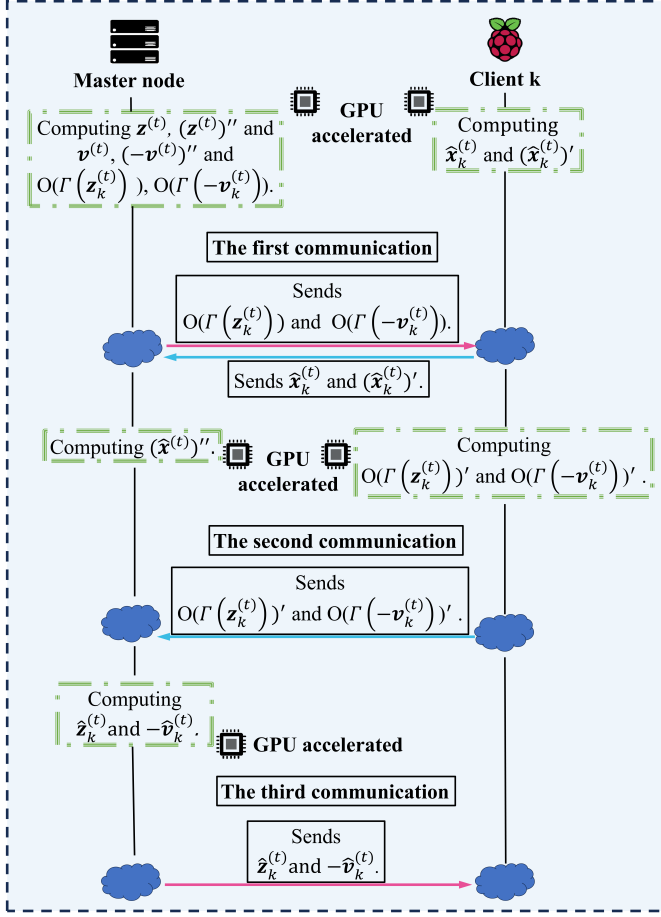 Master node
Client k
GPU
accelerated
Computing 𝒛^(t), (𝒛^(t))″ and
𝒗^(t), (−𝒗^(t))″ and
O(Γ(𝒛_k^(t)) ), O(Γ(−𝒗_k^(t))).
Computing
𝒙̂_k^(t) and (𝒙̂_k^(t))′
The first communication
Sends
O(Γ(𝒛_k^(t))) and O(Γ(−𝒗_k^(t))).
Sends 𝒙̂_k^(t) and (𝒙̂_k^(t))′.
Computing (𝒙̂^(t))″.
GPU
accelerated
Computing
O(Γ(𝒛_k^(t)))′ and O(Γ(−𝒗_k^(t)))′ .
The second communication
Sends
O(Γ(𝒛_k^(t)))′ and O(Γ(−𝒗_k^(t)))′ .
Computing
𝒛̂_k^(t) and −𝒗̂_k^(t).
GPU accelerated
The third communication
Sends
𝒛̂_k^(t) and −𝒗̂_k^(t).